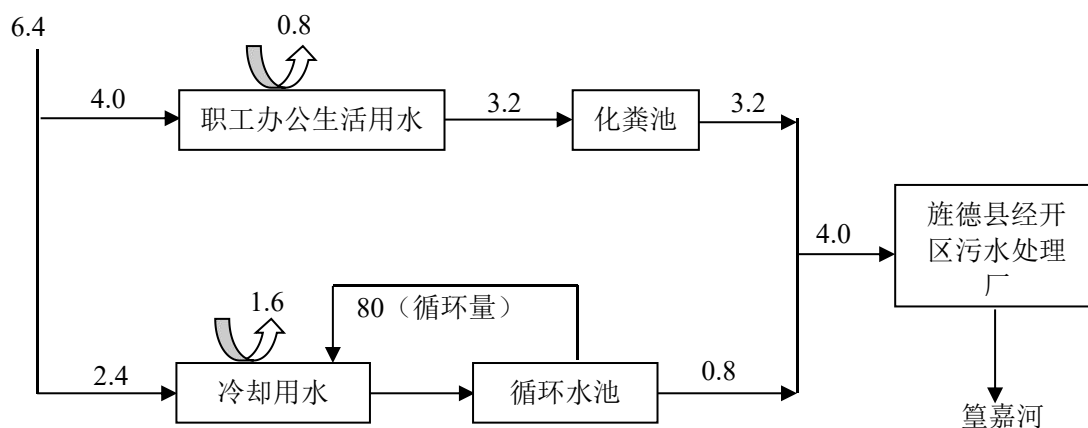 6.4
0.8
4.0
职工办公生活用水
3.2
化粪池
3.2
旌德县经开
区污水处理
厂
4.0
1.6
80（循环量）
2.4
冷却用水
循环水池
0.8
篁嘉河